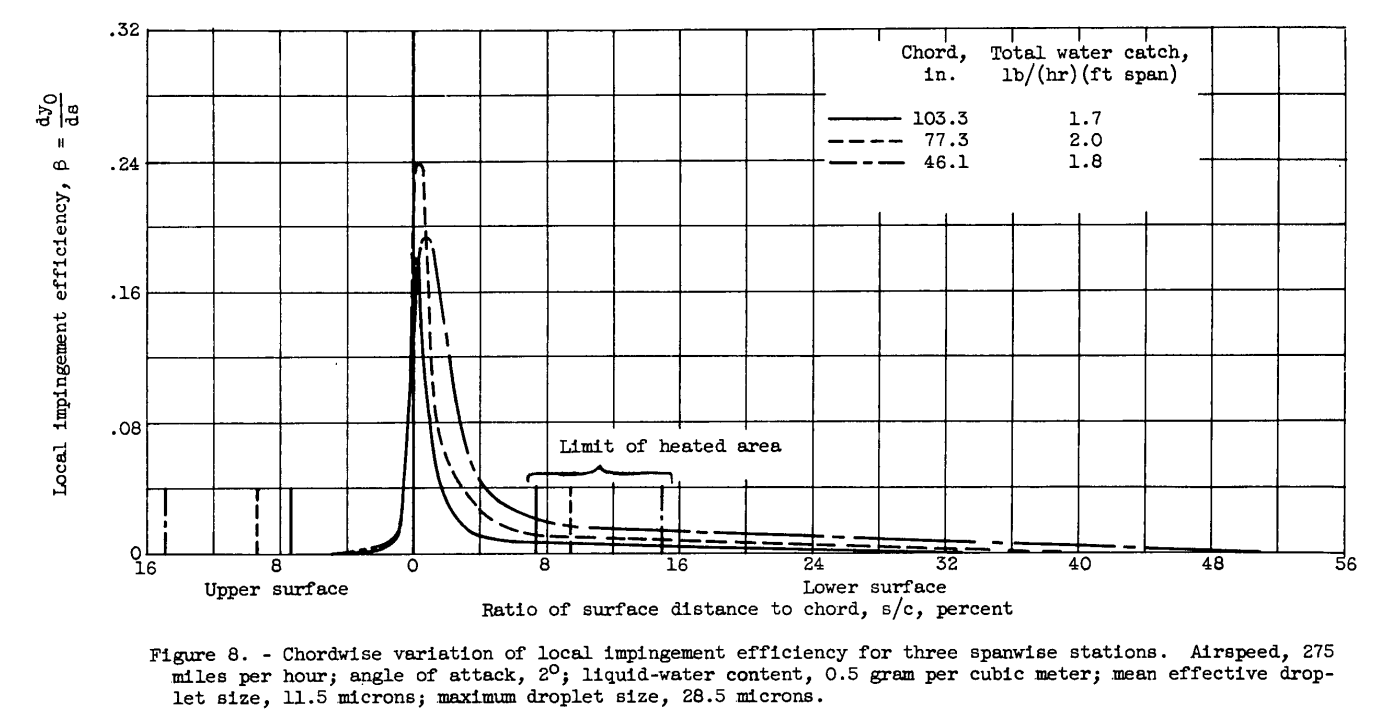 .32
Chord, Total water catch,
in. lb/(hr)(ft span)
103.3 1.7
77.3 2.0
46.1 1.8
.24
.16
.08
0
Local impingement efficiency, β = dy0/ds
Limit of heated area
16 8 0 8 16 24 32 40 48 56
Upper surface Lower surface
Ratio of surface distance to chord, s/c, percent
Figure 8. - Chordwise variation of local impingement efficiency for three spanwise stations. Airspeed, 275
miles per hour; angle of attack, 2°; liquid-water content, 0.5 gram per cubic meter; mean effective drop-
let size, 11.5 microns; maximum droplet size, 28.5 microns.